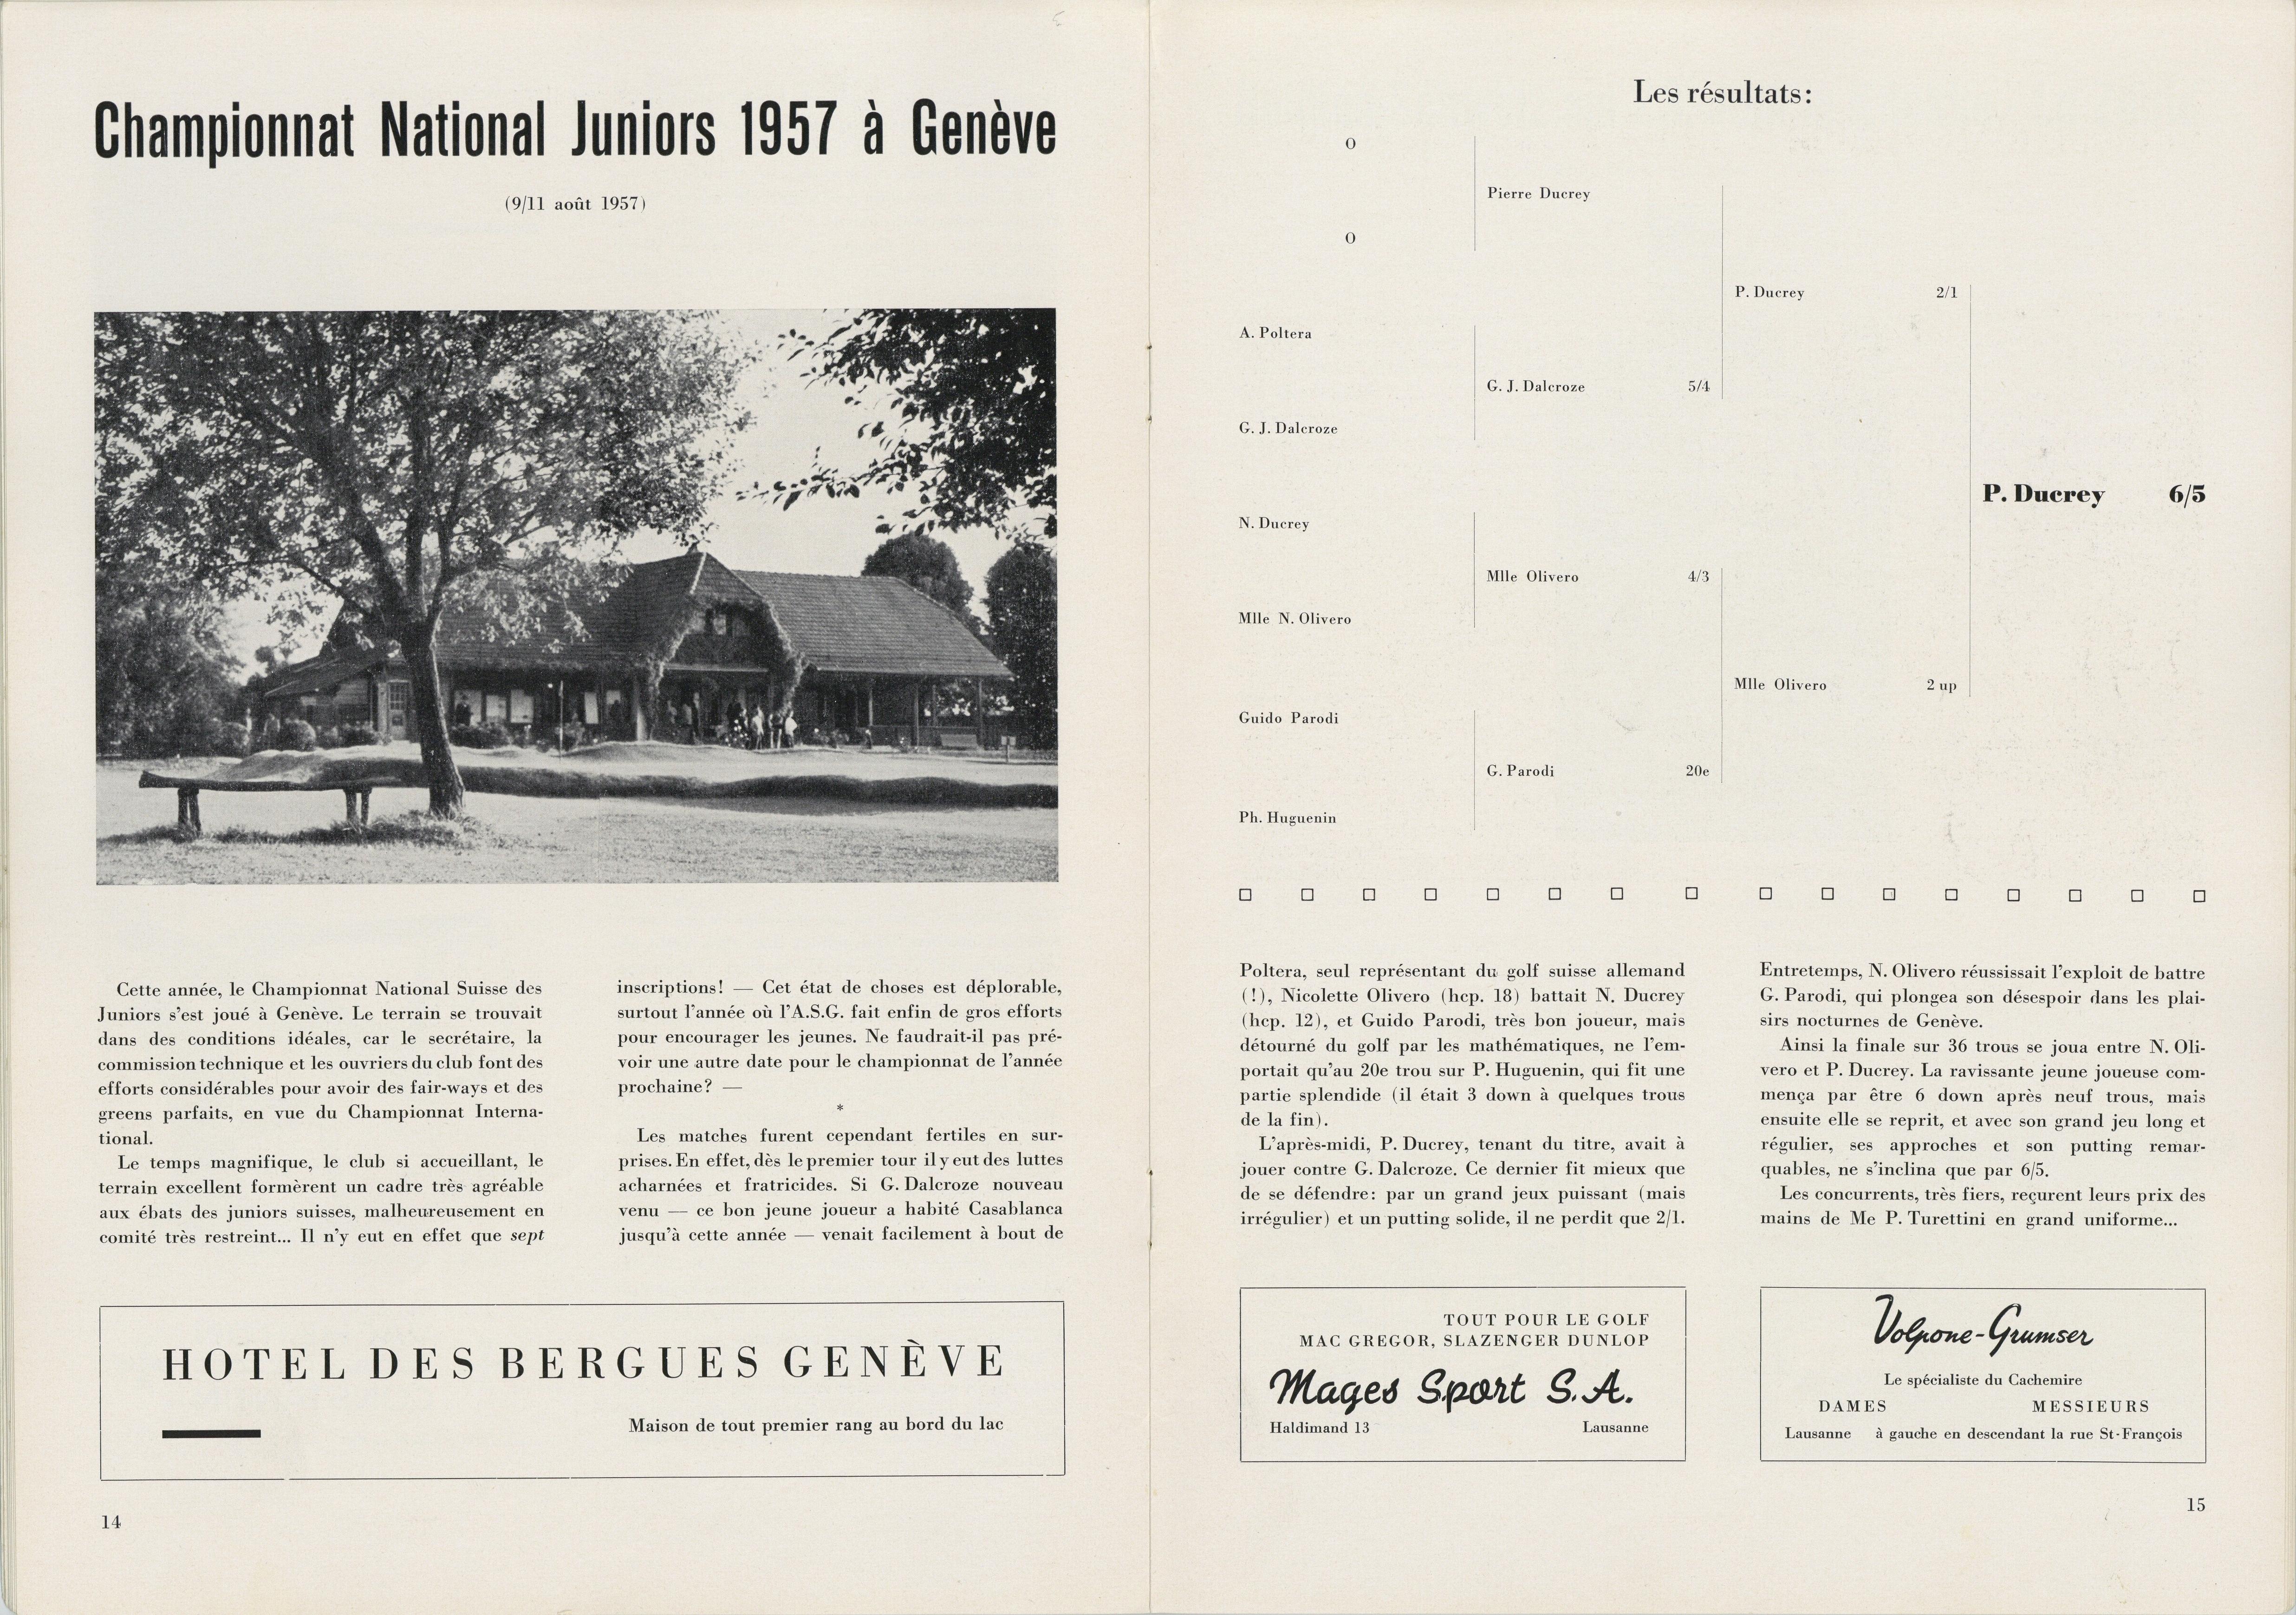 Championnat National Juniors 1957 à Genève
(9/11 août 1957)
Cette année, le Championnat National Suisse des
Juniors s'est joué à Genève. Le terrain se trouvait
dans des conditions idéales, car le secrétaire, la
commission technique et les ouvriers du club font des
efforts considérables pour avoir des fair-ways et des
greens parfaits, en vue du Championnat Interna-
tional.
Le temps magnifique, le club si accueillant, le
terrain excellent formèrent un cadre très agréable
aux ébats des juniors suisses, malheureusement en
comité très restreint... Il n'y eut en effet que sept
inscriptions! — Cet état de choses est déplorable,
surtout l'année où l'A.S.G. fait enfin de gros efforts
pour encourager les jeunes. Ne faudrait-il pas pré-
voir une autre date pour le championnat de l'année
prochaine? —
*
Les matches furent cependant fertiles en sur-
prises. En effet, dès le premier tour il y eut des luttes
acharnées et fratricides. Si G. Dalcroze nouveau
venu — ce bon jeune joueur a habité Casablanca
jusqu'à cette année — venait facilement à bout de
HOTEL DES BERGUES GENÈVE
Maison de tout premier rang au bord du lac
14
Les résultats:
O
Pierre Ducrey
O
P. Ducrey 2/1
A. Poltera
G. J. Dalcroze 5/4
G. J. Dalcroze
P. Ducrey 6/5
N. Ducrey
Mlle Olivero 4/3
Mlle N. Olivero
Mlle Olivero 2 up
Guido Parodi
G. Parodi 20e
Ph. Huguenin
Poltera, seul représentant du golf suisse allemand
(!), Nicolette Olivero (hcp. 18) battait N. Ducrey
(hcp. 12), et Guido Parodi, très bon joueur, mais
détourné du golf par les mathématiques, ne l'em-
portait qu'au 20e trou sur P. Huguenin, qui fit une
partie splendide (il était 3 down à quelques trous
de la fin).
L'après-midi, P. Ducrey, tenant du titre, avait à
jouer contre G. Dalcroze. Ce dernier fit mieux que
de se défendre: par un grand jeux puissant (mais
irrégulier) et un putting solide, il ne perdit que 2/1.
Entretemps, N. Olivero réussissait l'exploit de battre
G. Parodi, qui plongea son désespoir dans les plai-
sirs nocturnes de Genève.
Ainsi la finale sur 36 trous se joua entre N. Oli-
vero et P. Ducrey. La ravissante jeune joueuse com-
mença par être 6 down après neuf trous, mais
ensuite elle se reprit, et avec son grand jeu long et
régulier, ses approches et son putting remar-
quables, ne s'inclina que par 6/5.
Les concurrents, très fiers, reçurent leurs prix des
mains de Me P. Turettini en grand uniforme...
TOUT POUR LE GOLF
MAC GREGOR, SLAZENGER DUNLOP
Mages Sport S.A.
Haldimand 13 Lausanne
Volpone-Grumser
Le spécialiste du Cachemire
DAMES MESSIEURS
Lausanne à gauche en descendant la rue St-François
15